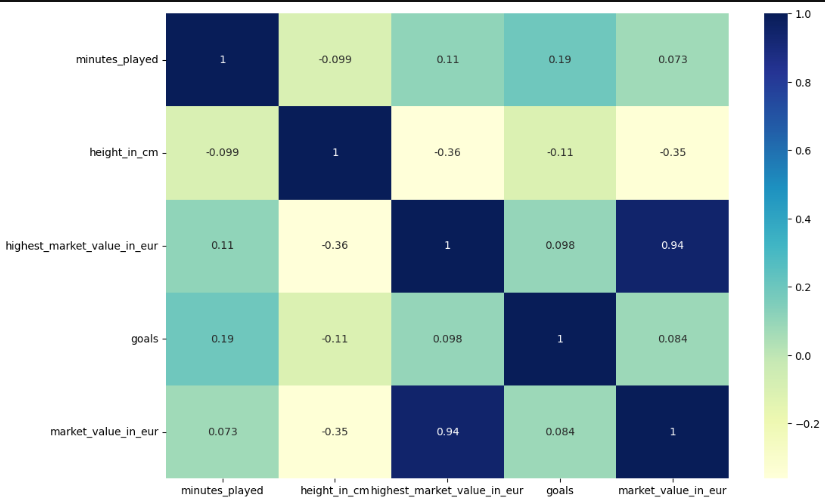 1.0
minutes_played 1 -0.099 0.11 0.19 0.073
0.8
height_in_cm -0.099 1 -0.36 -0.11 -0.35
0.6
0.4
highest_market_value_in_eur 0.11 -0.36 1 0.098 0.94
0.2
goals 0.19 -0.11 0.098 1 0.084
0.0
market_value_in_eur 0.073 -0.35 0.94 0.084 1
−0.2
minutes_played height_in_cm highest_market_value_in_eur goals market_value_in_eur